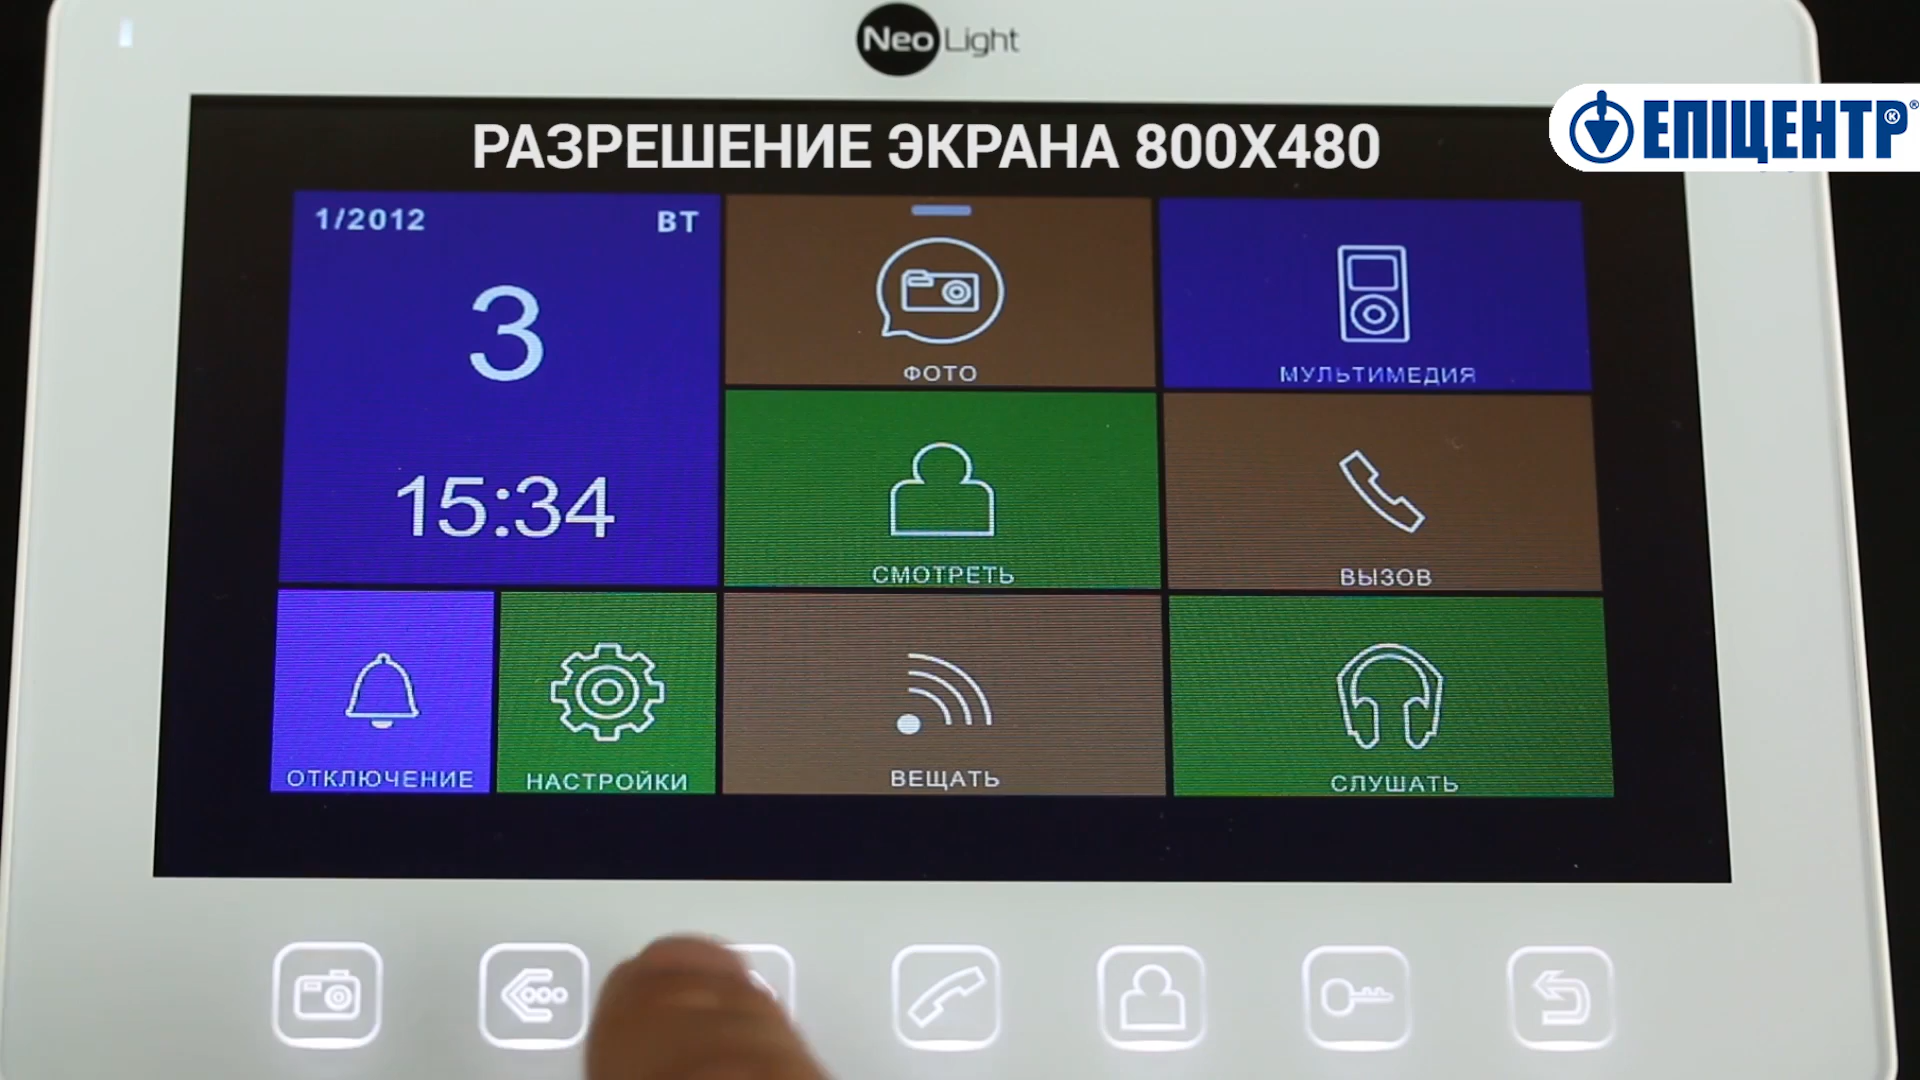 Neo Light
ЕПІЦЕНТР®
РАЗРЕШЕНИЕ ЭКРАНА 800X480
1/2012 ВТ
3
15:34
ФОТО
МУЛЬТИМЕДИЯ
СМОТРЕТЬ
ВЫЗОВ
ОТКЛЮЧЕНИЕ
НАСТРОЙКИ
ВЕЩАТЬ
СЛУШАТЬ